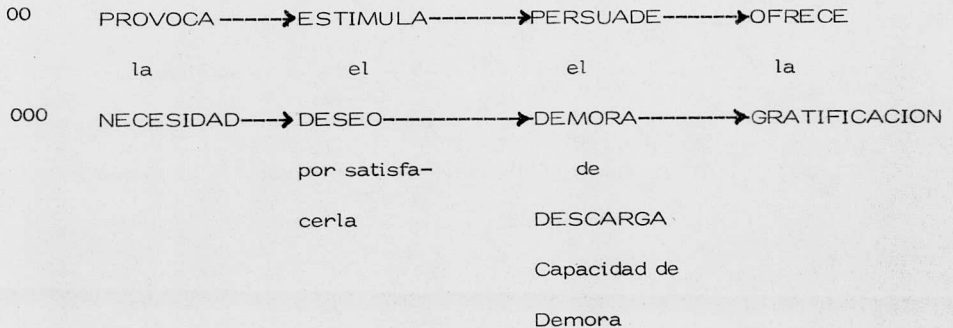 00 PROVOCA ----->ESTIMULA------->PERSUADE------>OFRECE
la el el la
000 NECESIDAD---->DESEO---------->DEMORA-------->GRATIFICACION
por satisfa- de
cerla DESCARGA
Capacidad de
Demora